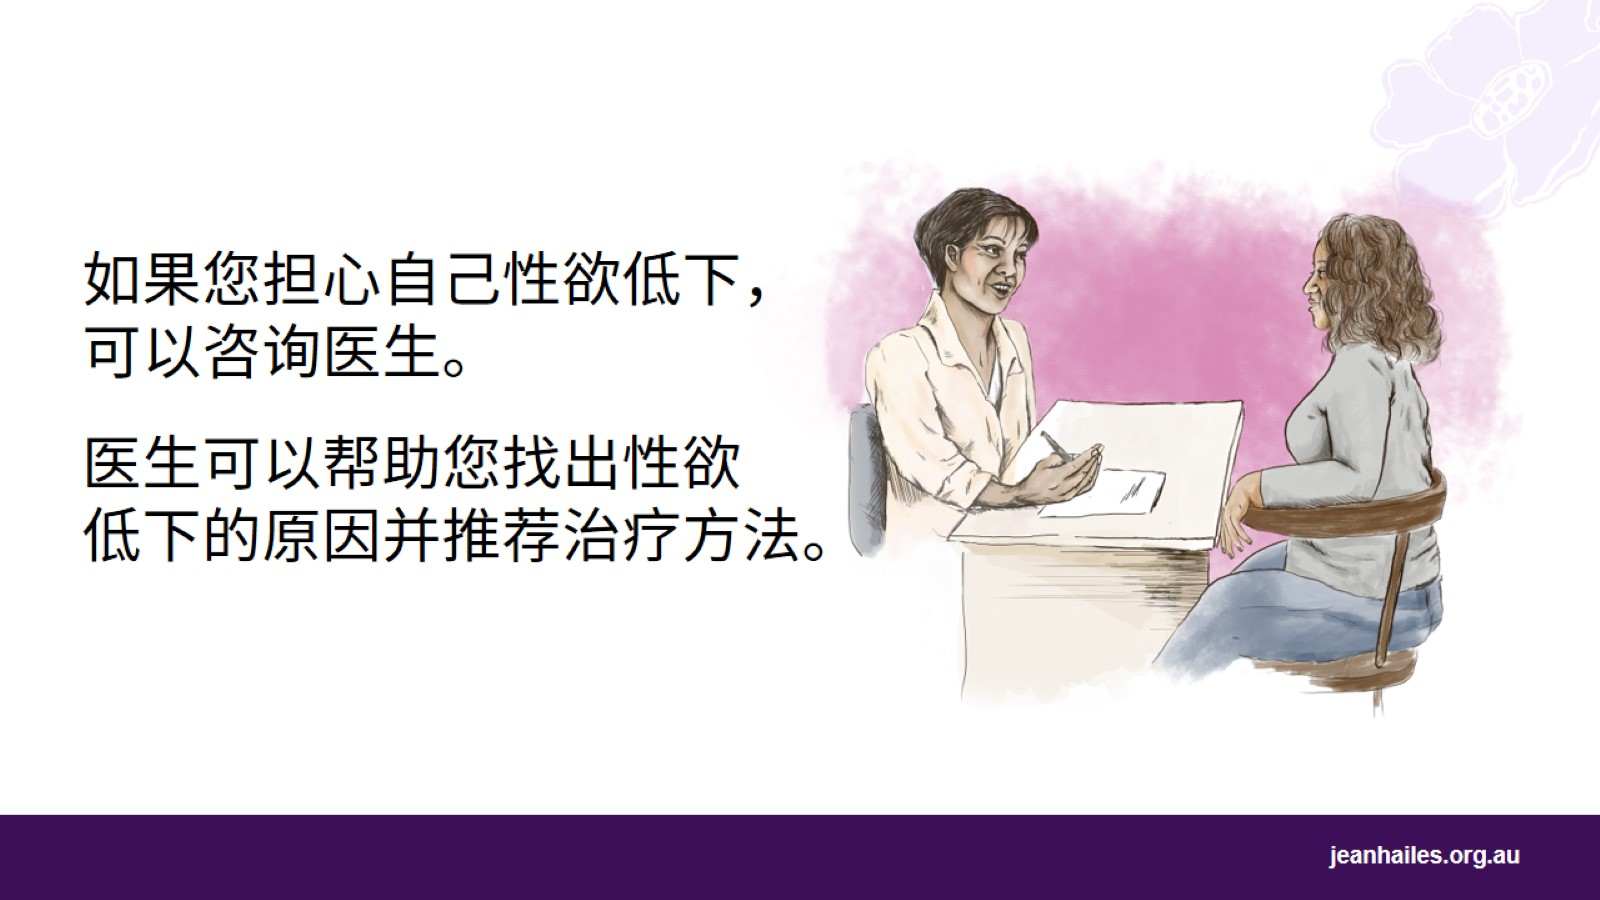 如果您担心自己性欲低下，
可以咨询医生。
医生可以帮助您找出性欲
低下的原因并推荐治疗方法。
jeanhailes.org.au